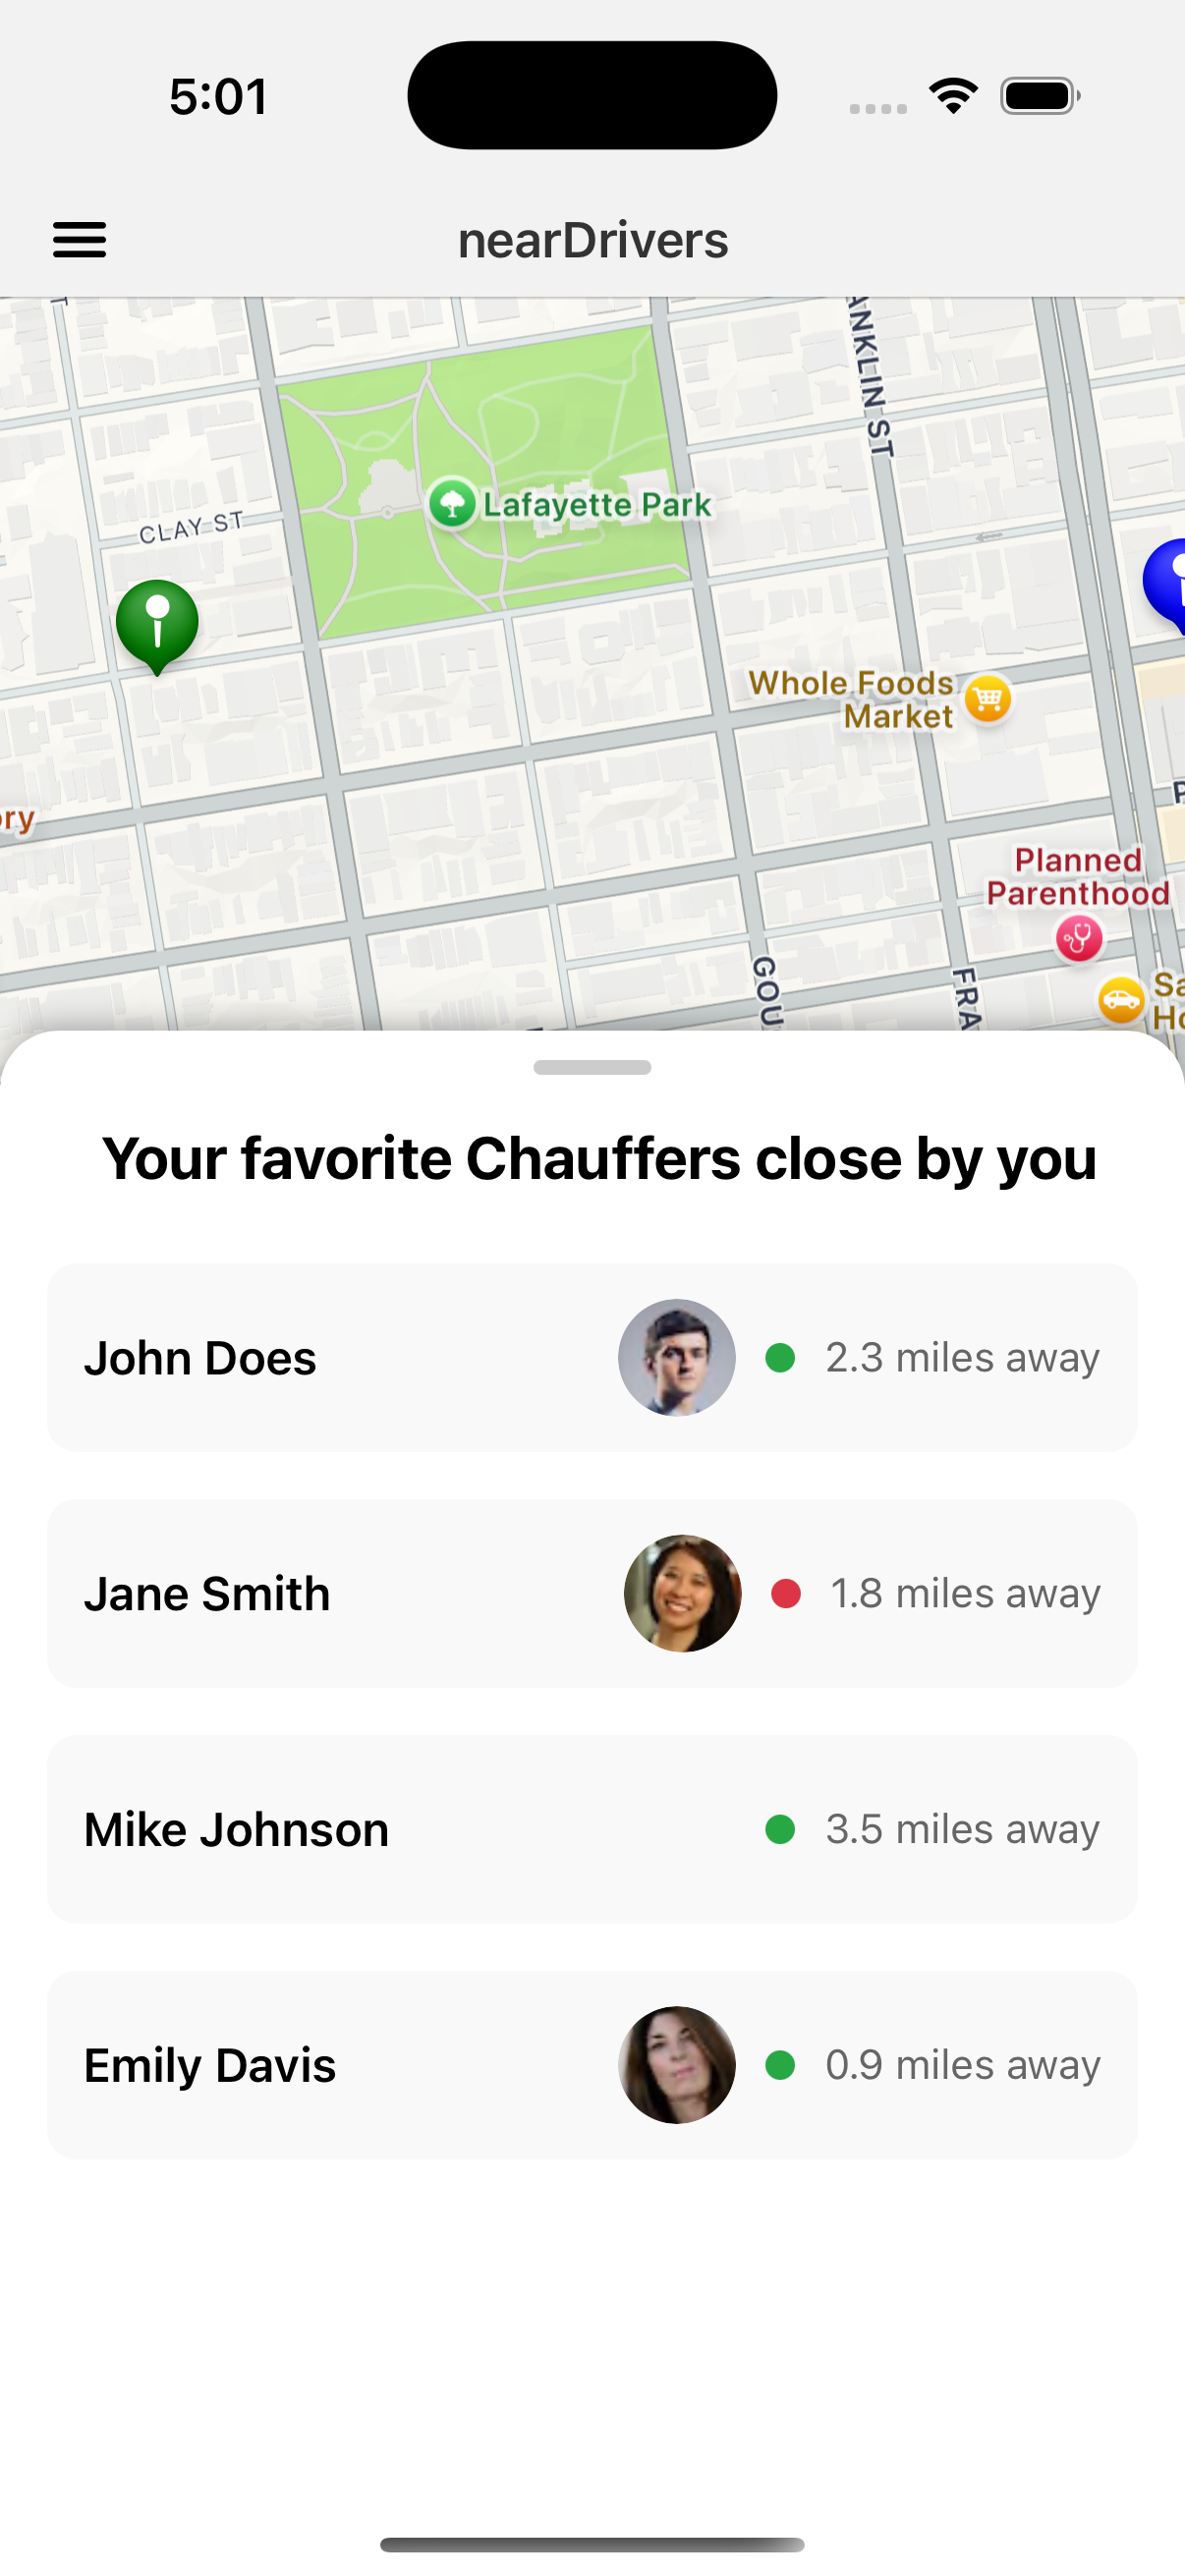 5:01
nearDrivers
ANKLIN ST
Lafayette Park
CLAY ST
Whole Foods
Market
ory
Planned
Parenthood
GOU
FRA
Sa
Ho
Your favorite Chauffers close by you
John Does
2.3 miles away
Jane Smith
1.8 miles away
Mike Johnson
3.5 miles away
Emily Davis
0.9 miles away